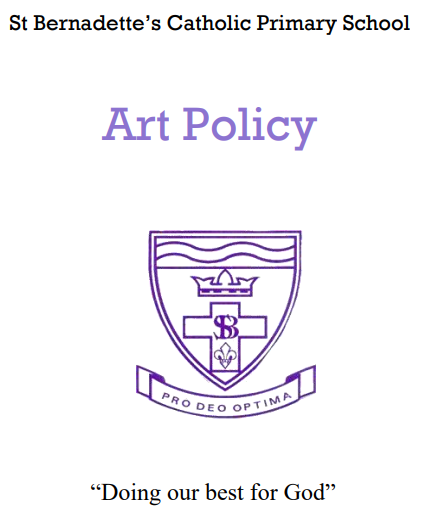 St Bernadette’s Catholic Primary School
Art Policy
SB
PRO DEO OPTIMA
“Doing our best for God”